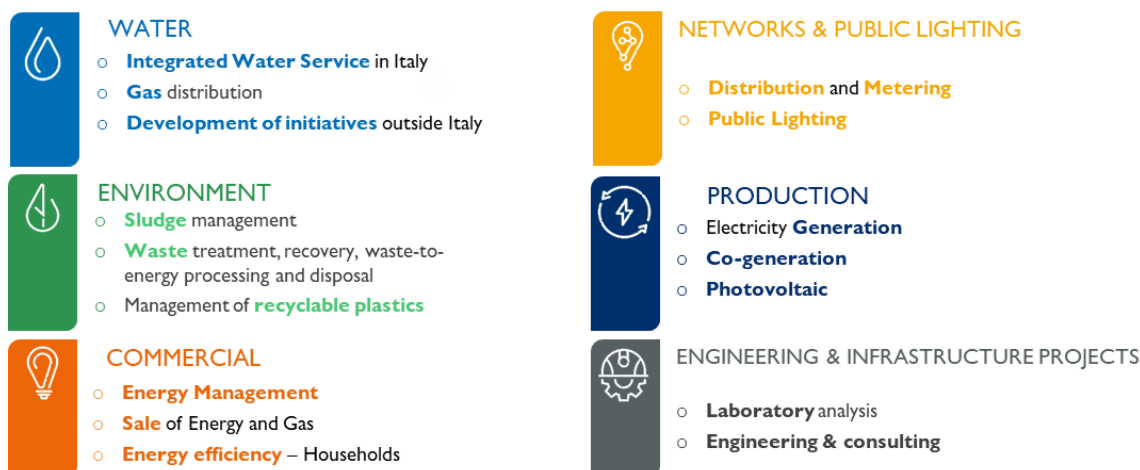 WATER
o Integrated Water Service in Italy
o Gas distribution
o Development of initiatives outside Italy
ENVIRONMENT
o Sludge management
o Waste treatment, recovery, waste-to-
energy processing and disposal
o Management of recyclable plastics
COMMERCIAL
o Energy Management
o Sale of Energy and Gas
o Energy efficiency – Households
NETWORKS & PUBLIC LIGHTING
o Distribution and Metering
o Public Lighting
PRODUCTION
o Electricity Generation
o Co-generation
o Photovoltaic
ENGINEERING & INFRASTRUCTURE PROJECTS
o Laboratory analysis
o Engineering & consulting